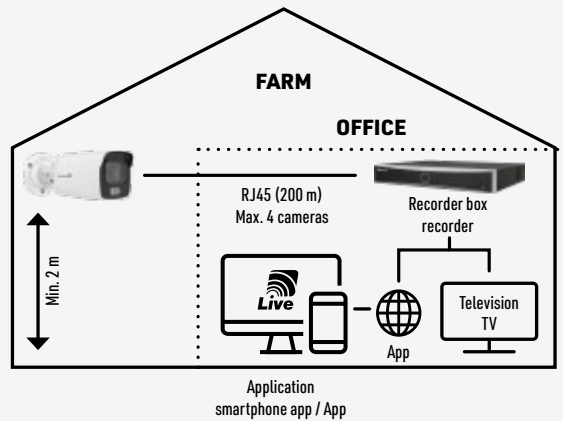 FARM
OFFICE
RJ45 (200 m)
Max. 4 cameras
Recorder box
recorder
Min. 2 m
Live
App
Television
TV
Application
smartphone app / App